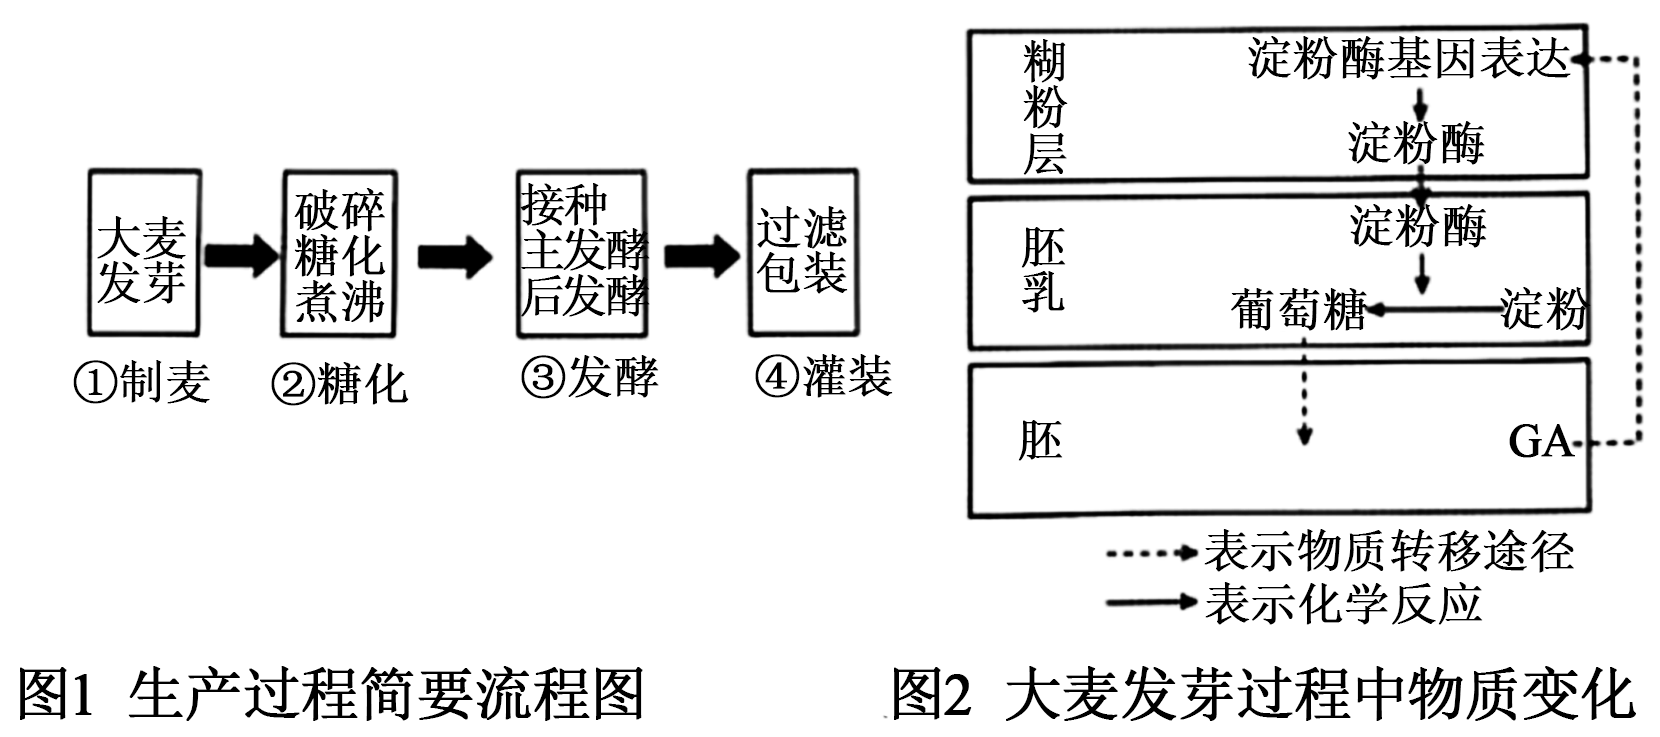 大麦
发芽
①制麦
破碎
糖化
煮沸
②糖化
接种
主发酵
后发酵
③发酵
过滤
包装
④灌装
图1 生产过程简要流程图
糊
粉
层
淀粉酶基因表达
淀粉酶
胚
乳
淀粉酶
葡萄糖
淀粉
胚
GA
表示物质转移途径
表示化学反应
图2 大麦发芽过程中物质变化